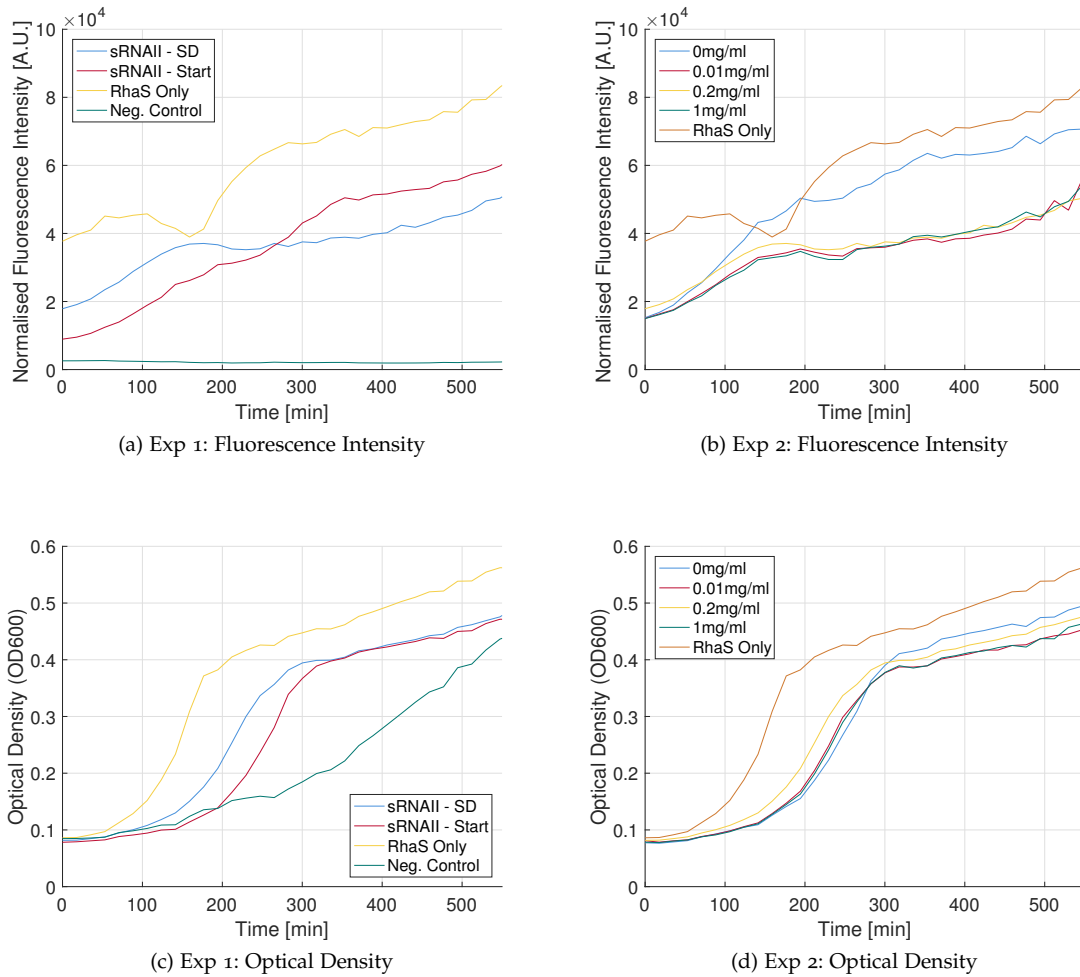 ×10⁴
10
8
6
4
2
0
0 100 200 300 400 500
Normalised Fluorescence Intensity [A.U.]
Time [min]
sRNAII - SD
sRNAII - Start
RhaS Only
Neg. Control
(a) Exp 1: Fluorescence Intensity
×10⁴
10
8
6
4
2
0
0 100 200 300 400 500
Normalised Fluorescence Intensity [A.U.]
Time [min]
0mg/ml
0.01mg/ml
0.2mg/ml
1mg/ml
RhaS Only
(b) Exp 2: Fluorescence Intensity
0.6
0.5
0.4
0.3
0.2
0.1
0
0 100 200 300 400 500
Optical Density (OD600)
Time [min]
sRNAII - SD
sRNAII - Start
RhaS Only
Neg. Control
(c) Exp 1: Optical Density
0.6
0.5
0.4
0.3
0.2
0.1
0
0 100 200 300 400 500
Optical Density (OD600)
Time [min]
0mg/ml
0.01mg/ml
0.2mg/ml
1mg/ml
RhaS Only
(d) Exp 2: Optical Density